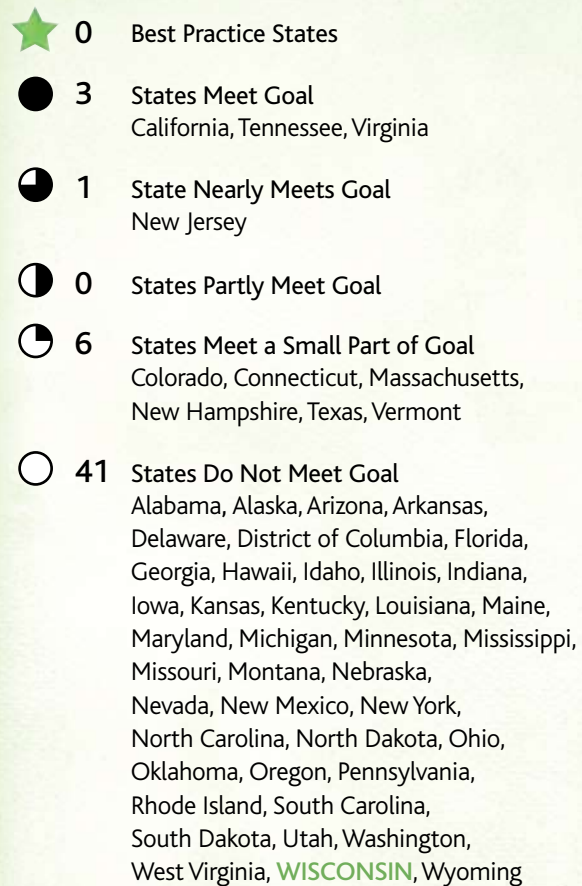 0 Best Practice States
3 States Meet Goal
California, Tennessee, Virginia
1 State Nearly Meets Goal
New Jersey
0 States Partly Meet Goal
6 States Meet a Small Part of Goal
Colorado, Connecticut, Massachusetts,
New Hampshire, Texas, Vermont
41 States Do Not Meet Goal
Alabama, Alaska, Arizona, Arkansas,
Delaware, District of Columbia, Florida,
Georgia, Hawaii, Idaho, Illinois, Indiana,
Iowa, Kansas, Kentucky, Louisiana, Maine,
Maryland, Michigan, Minnesota, Mississippi,
Missouri, Montana, Nebraska,
Nevada, New Mexico, New York,
North Carolina, North Dakota, Ohio,
Oklahoma, Oregon, Pennsylvania,
Rhode Island, South Carolina,
South Dakota, Utah, Washington,
West Virginia, WISCONSIN, Wyoming